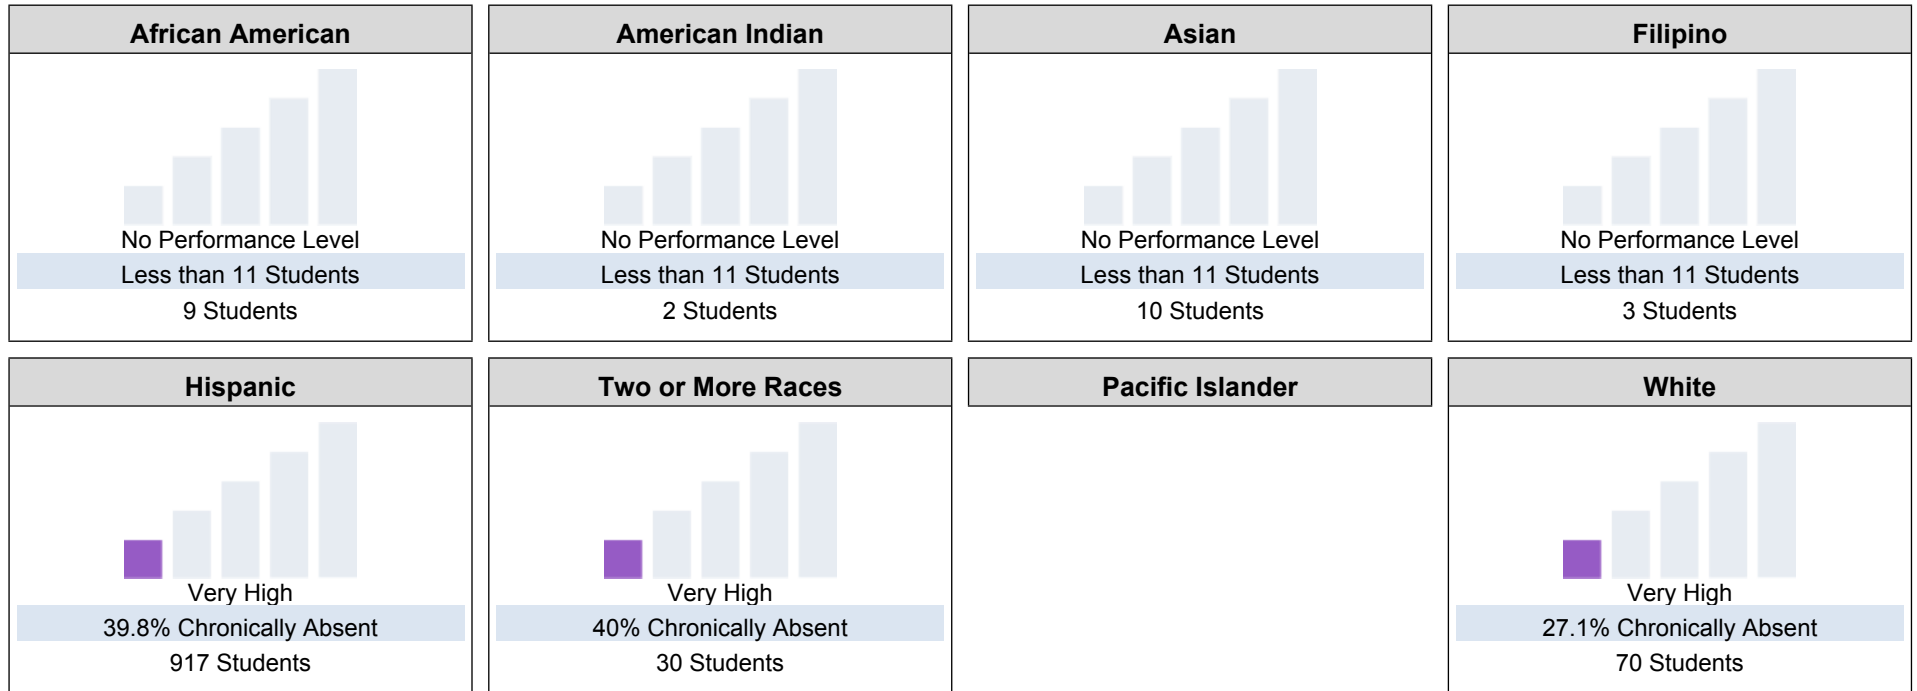 African American
No Performance Level
Less than 11 Students
9 Students
American Indian
No Performance Level
Less than 11 Students
2 Students
Asian
No Performance Level
Less than 11 Students
10 Students
Filipino
No Performance Level
Less than 11 Students
3 Students
Hispanic
Very High
39.8% Chronically Absent
917 Students
Two or More Races
Very High
40% Chronically Absent
30 Students
Pacific Islander
White
Very High
27.1% Chronically Absent
70 Students